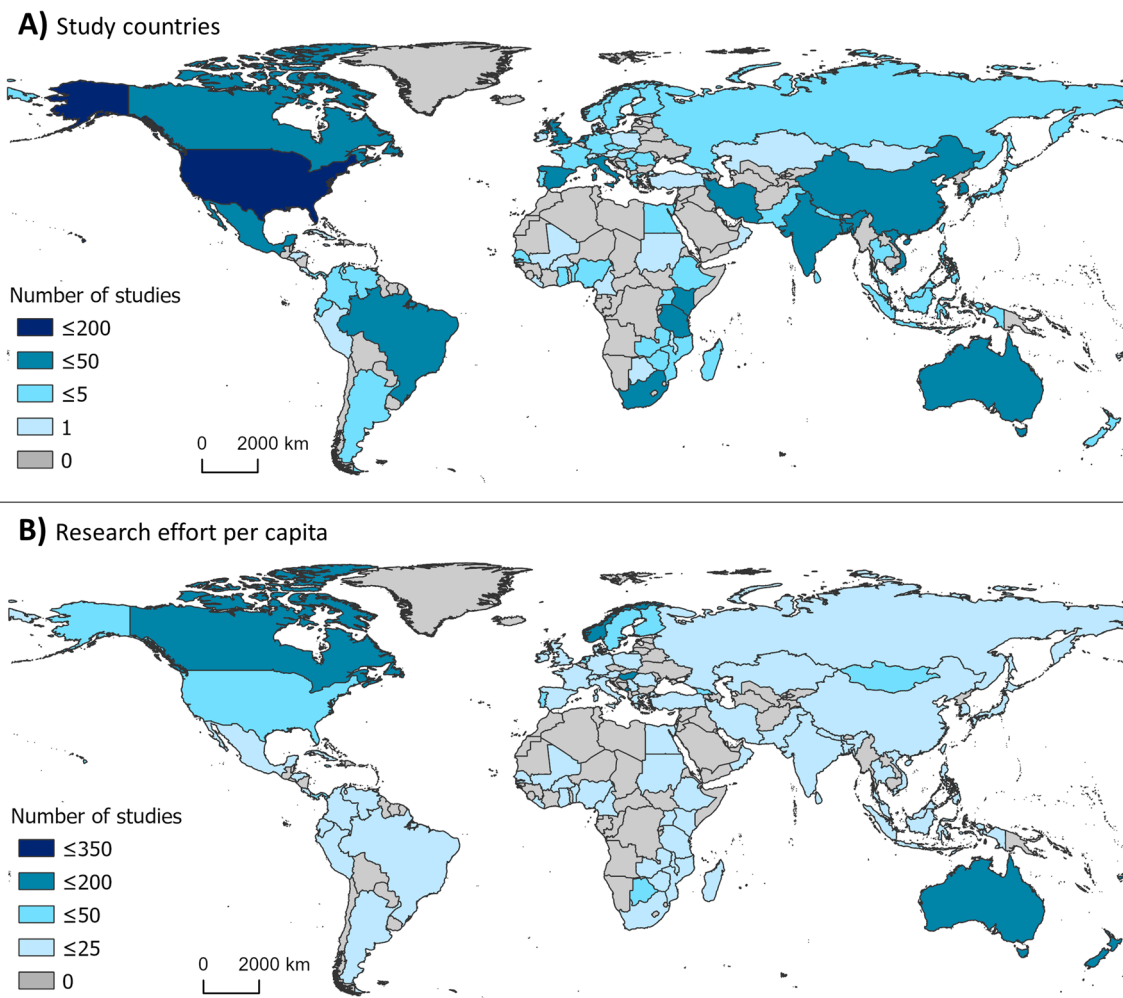 A) Study countries
Number of studies
≤200
≤50
≤5
1
0
0 2000 km
B) Research effort per capita
Number of studies
≤350
≤200
≤50
≤25
0
0 2000 km